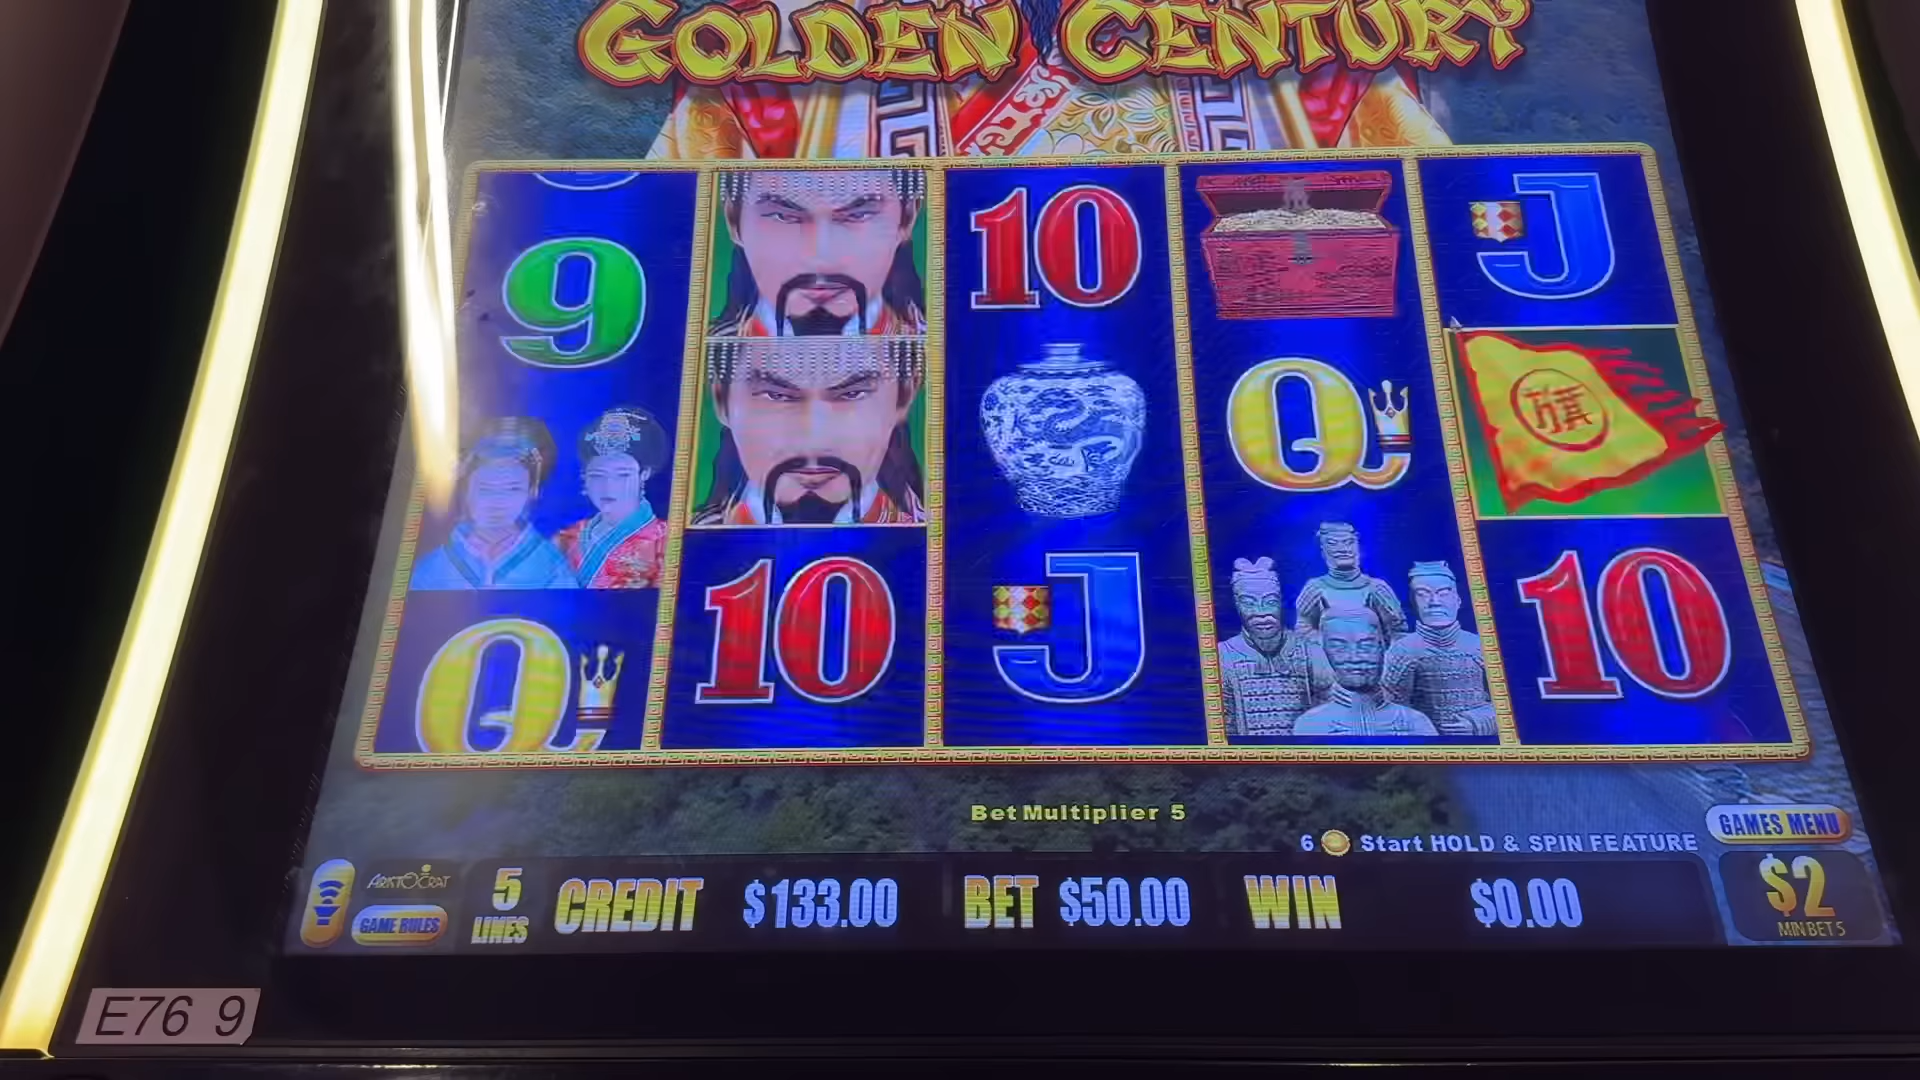 GOLDEN CENTURY
9
10
J
Q
旗
Q
10
J
10
Bet Multiplier 5
6 Start HOLD & SPIN FEATURE
GAMES MENU
ARISTOCRAT
GAME RULES
5 LINES
CREDIT $133.00
BET $50.00
WIN $0.00
$2
MIN BET 5
E76 9